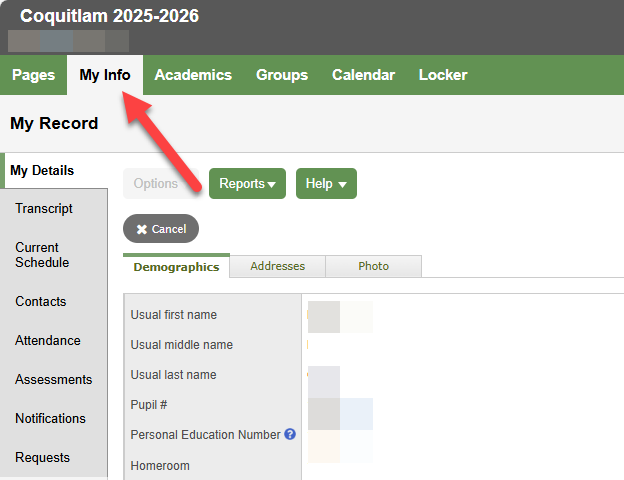 Coquitlam 2025-2026
Pages My Info Academics Groups Calendar Locker
My Record
My Details
Options Reports Help
Transcript
Cancel
Current
Schedule
Demographics Addresses Photo
Contacts
Usual first name
Attendance
Usual middle name
Assessments
Usual last name
Pupil #
Notifications
Personal Education Number ?
Requests
Homeroom